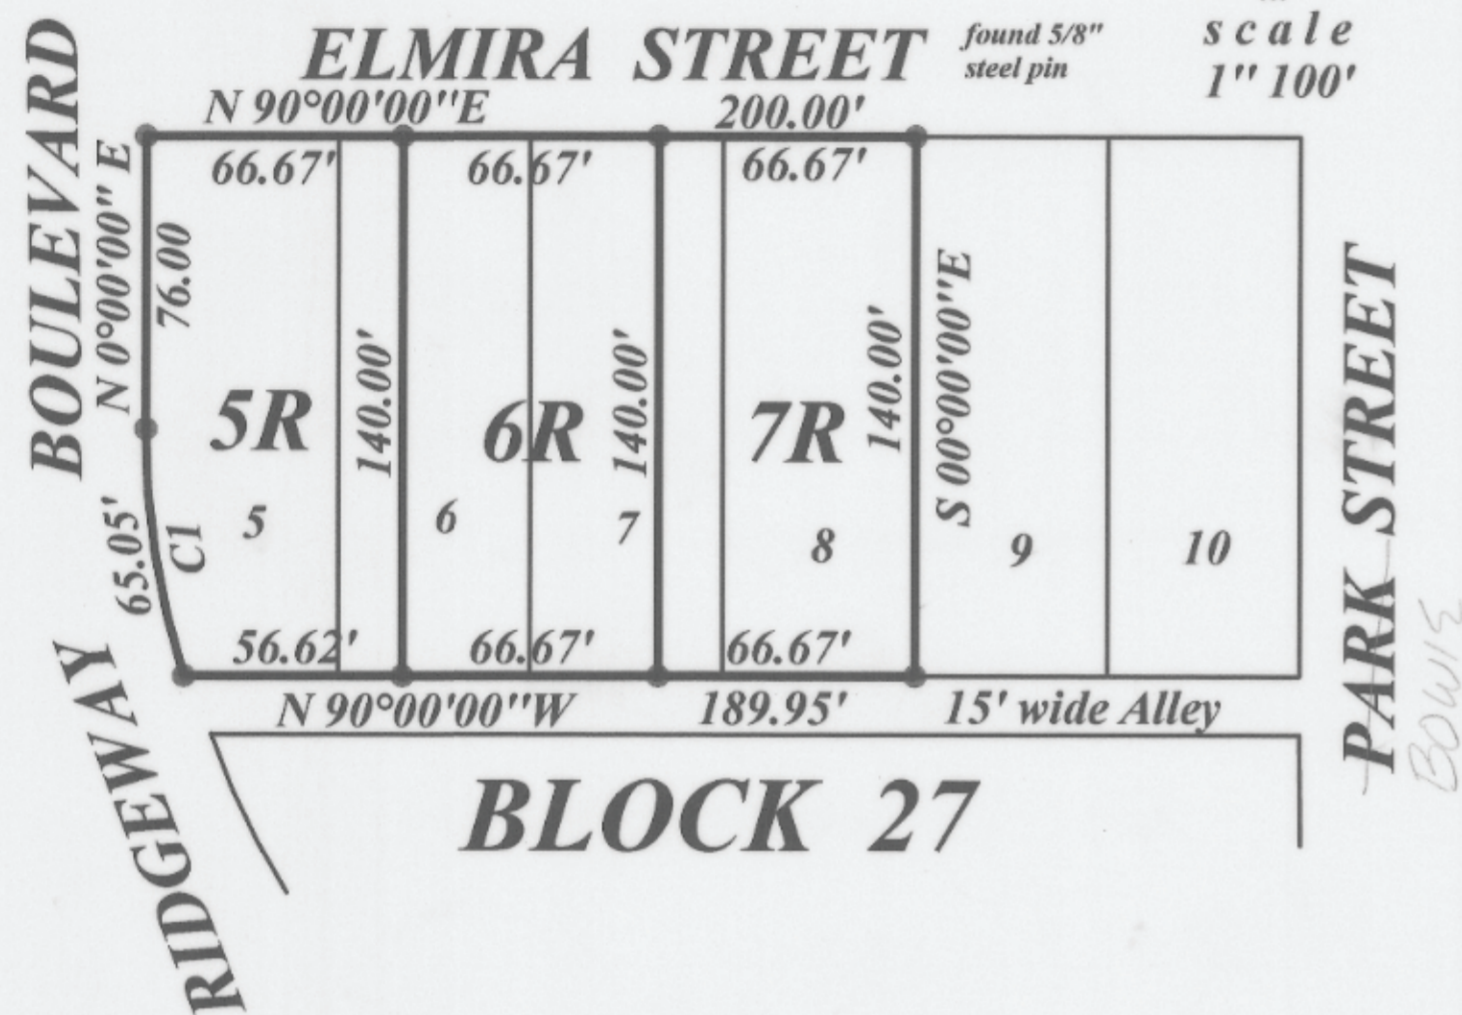 scale
1" 100'
found 5/8"
steel pin
ELMIRA STREET
N 90°00'00"E
200.00'
BOULEVARD
N 0°00'00" E
76.00
66.67'
66.67'
66.67'
140.00'
140.00'
140.00'
S 00°00'00"E
5R
6R
7R
5
6
7
8
9
10
65.05'
C1
56.62'
66.67'
66.67'
N 90°00'00"W
189.95'
15' wide Alley
PARK STREET
BOWIE
RIDGEWAY
BLOCK 27